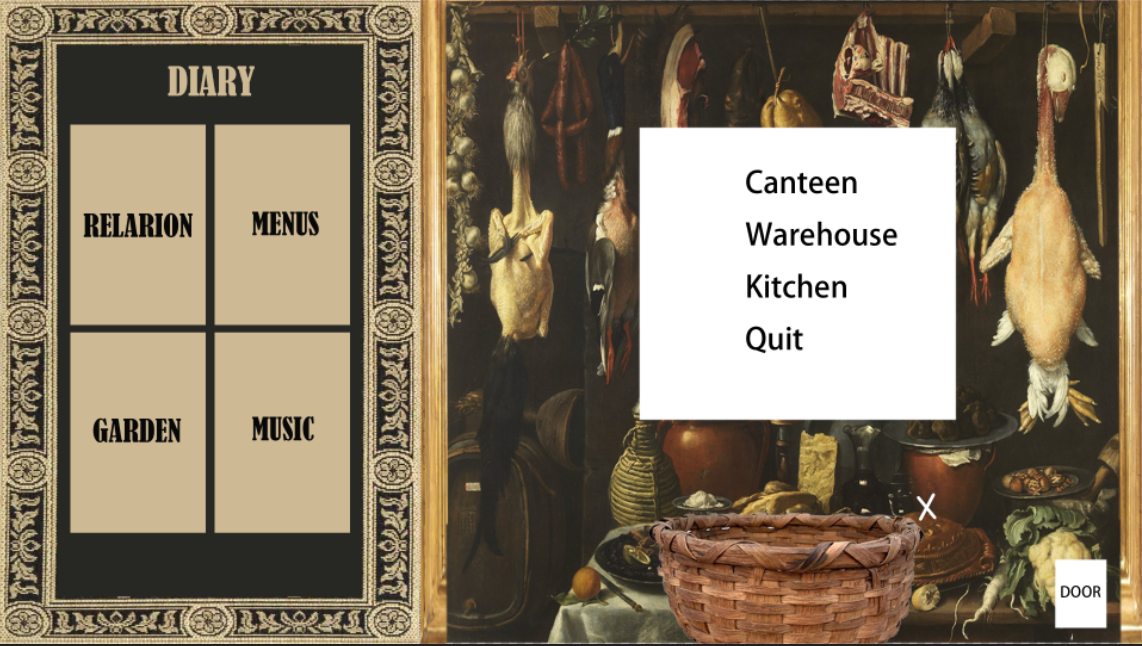 DIARY
RELARION
MENUS
GARDEN
MUSIC
Canteen
Warehouse
Kitchen
Quit
X
DOOR